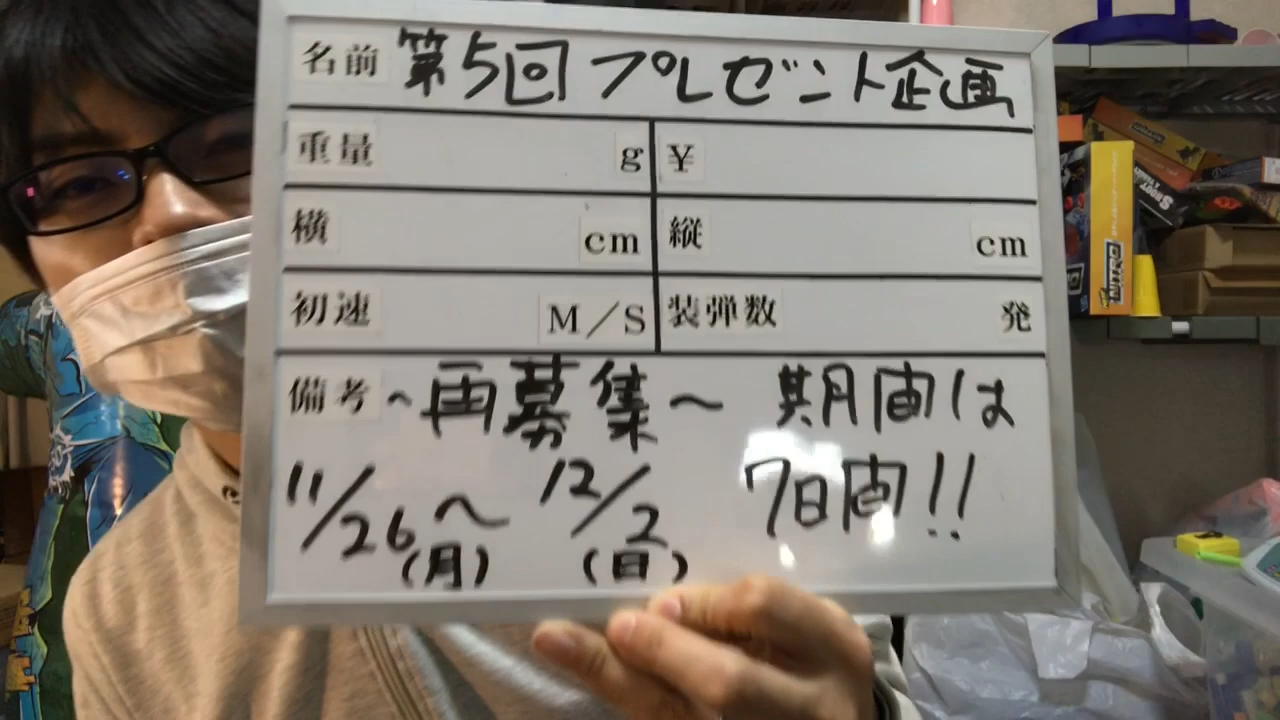 名前 第5回プレゼント企画
重量 g ¥
横 cm 縦 cm
初速 M/S 装弾数 発
備考 ~再募集~ 期間は
11/26~12/2 7日間!!
(月) (日)
NITRO
SHOOT